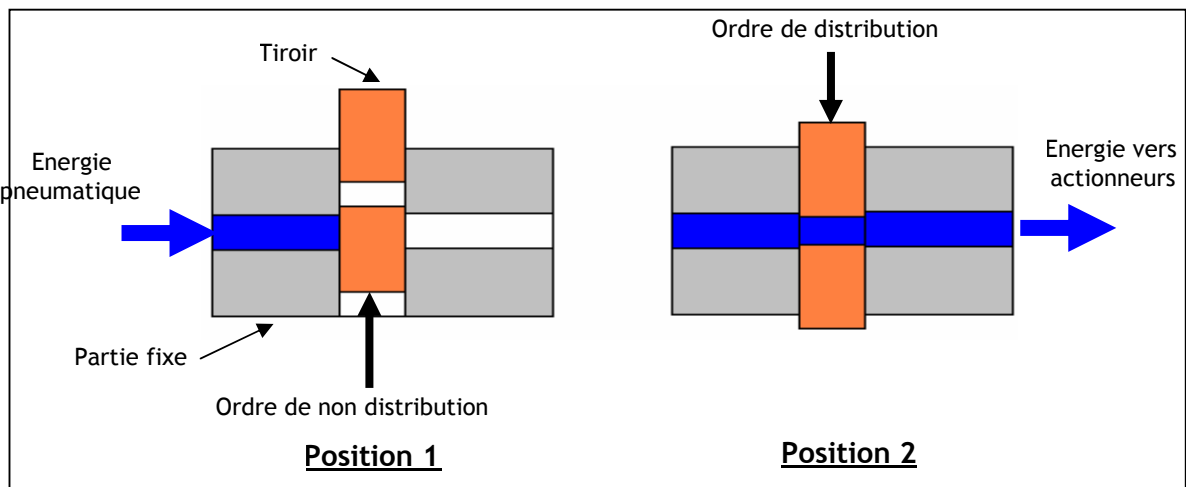 Tiroir
Energie
pneumatique
Partie fixe
Ordre de non distribution
Position 1
Ordre de distribution
Energie vers
actionneurs
Position 2